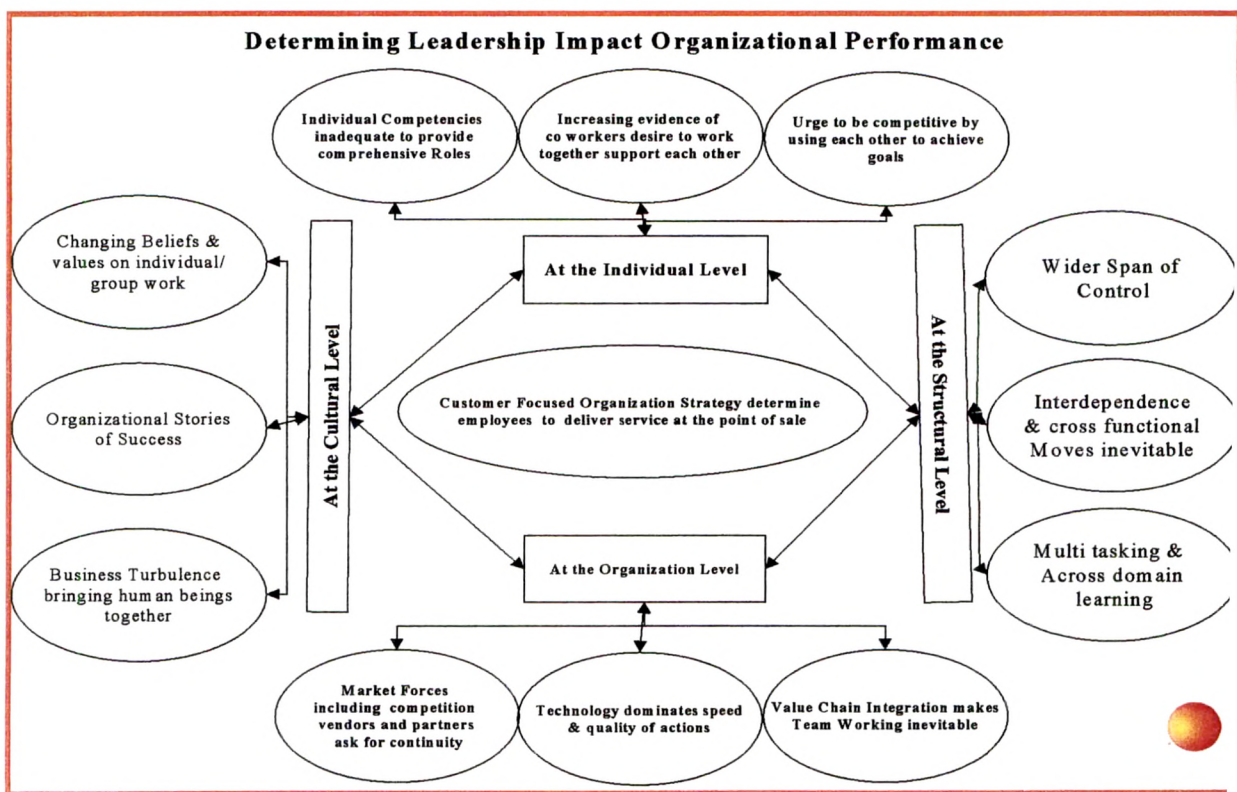 Determining Leadership Impact Organizational Performance
Individual Competencies
inadequate to provide
comprehensive Roles
Increasing evidence of
co workers desire to work
together support each other
Urge to be competitive by
using each other to achieve
goals
Changing Beliefs &
values on individual/
group work
Organizational Stories
of Success
Business Turbulence
bringing human beings
together
At the Cultural Level
At the Individual Level
Customer Focused Organization Strategy determine
employees to deliver service at the point of sale
At the Organization Level
At the Structural Level
Wider Span of
Control
Interdependence
& cross functional
Moves inevitable
Multi tasking &
Across domain
learning
Market Forces
including competition
vendors and partners
ask for continuity
Technology dominates speed
& quality of actions
Value Chain Integration makes
Team Working inevitable